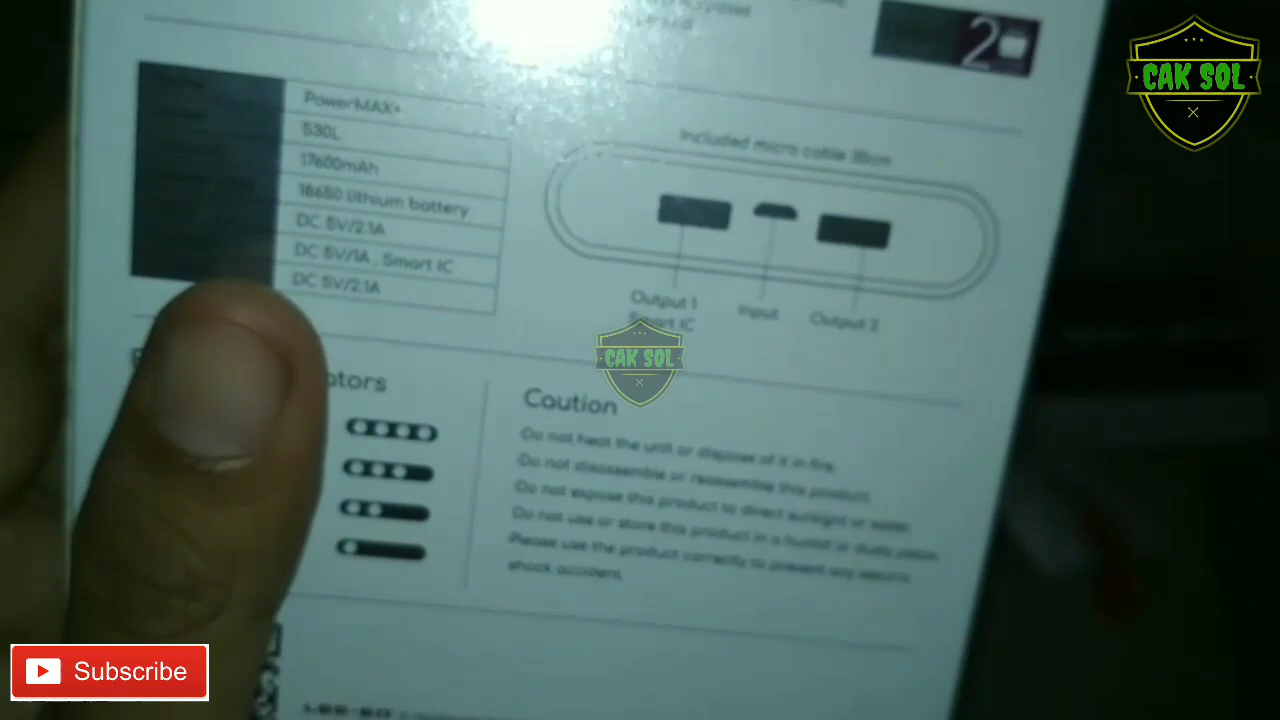 2
CAK SOL
PowerMAX+
530L
17600mAh
18650 lithium battery
DC 5V/2.1A
DC 5V/1A , Smart IC
DC 5V/2.1A
Included micro cable 30cm
Output 1
Smart IC
Input
Output 2
CAK SOL
Caution
Do not heat the unit or dispose of it in fire.
Do not disassemble or reassemble this product.
Do not expose this product to direct sunlight or water.
Do not use or store this product in a humid or dusty place.
Please use the product correctly to prevent any electric
shock accident.
Subscribe